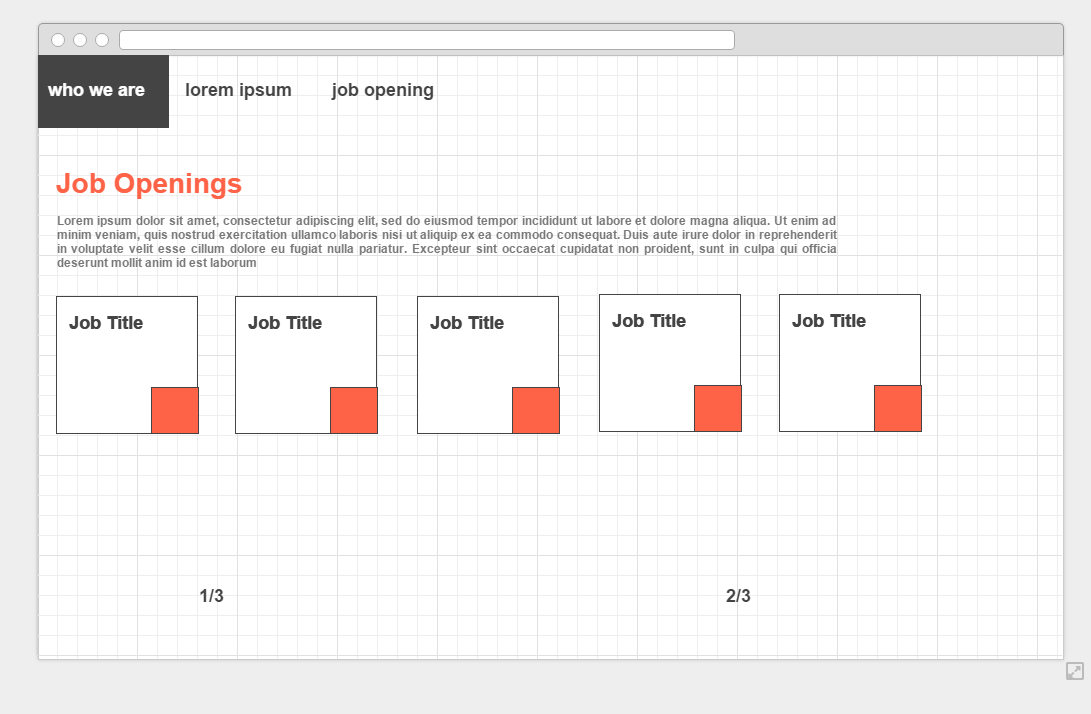 who we are lorem ipsum job opening
Job Openings
Lorem ipsum dolor sit amet, consectetur adipiscing elit, sed do eiusmod tempor incididunt ut labore et dolore magna aliqua. Ut enim ad
minim veniam, quis nostrud exercitation ullamco laboris nisi ut aliquip ex ea commodo consequat. Duis aute irure dolor in reprehenderit
in voluptate velit esse cillum dolore eu fugiat nulla pariatur. Excepteur sint occaecat cupidatat non proident, sunt in culpa qui officia
deserunt mollit anim id est laborum
Job Title Job Title Job Title Job Title Job Title
1/3 2/3